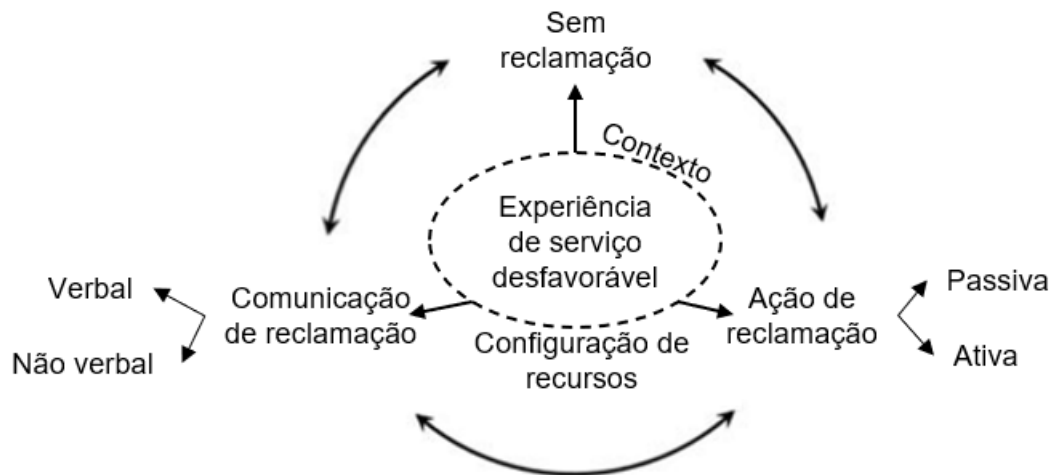 Sem
reclamação
Contexto
Experiência
de serviço
desfavorável
Verbal
Não verbal
Comunicação
de reclamação
Configuração de
recursos
Ação de
reclamação
Passiva
Ativa